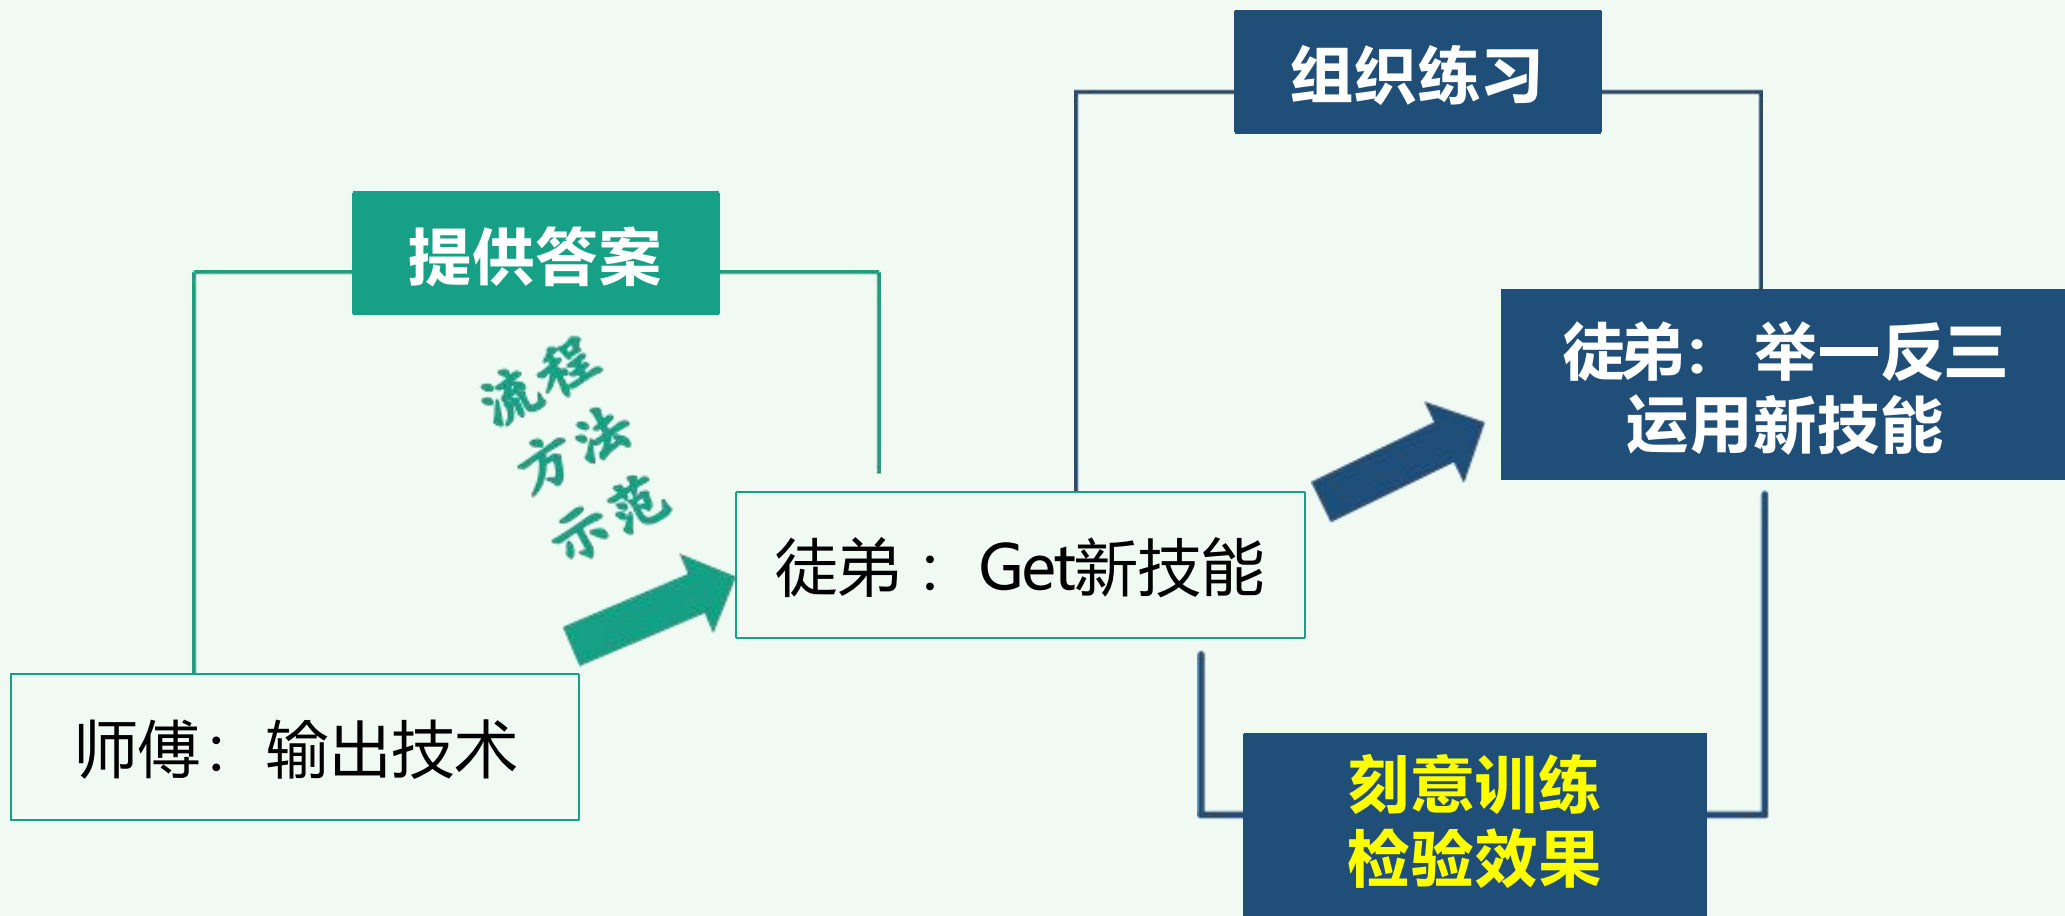 组织练习
提供答案
流程
方法
示范
徒弟： 举一反三
运用新技能
徒弟： Get新技能
师傅： 输出技术
刻意训练
检验效果